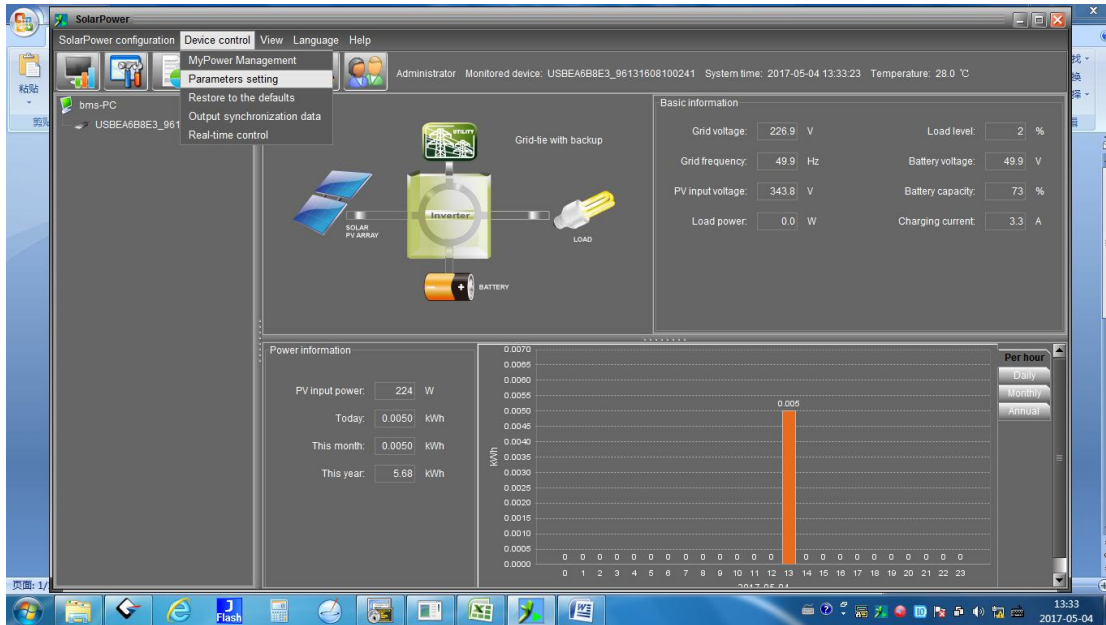 SolarPower
SolarPower configuration Device control View Language Help
MyPower Management
Parameters setting
Restore to the defaults
Output synchronization data
Real-time control
Administrator Monitored device: USBEA6B8E3_96131608100241 System time: 2017-05-04 13:33:23 Temperature: 28.0 ℃
bms-PC
USBEA6B8E3_961
UTILITY
Grid-tie with backup
Inverter
SOLAR
PV ARRAY
LOAD
BATTERY
Basic information
Grid voltage: 226.9 V Load level: 2 %
Grid frequency: 49.9 Hz Battery voltage: 49.9 V
PV input voltage: 343.8 V Battery capacity: 73 %
Load power: 0.0 W Charging current: 3.3 A
Power information
PV input power: 224 W
Today: 0.0050 kWh
This month: 0.0050 kWh
This year: 5.68 kWh
kWh
0.0070
0.0065
0.0060
0.0055
0.0050
0.0045
0.0040
0.0035
0.0030
0.0025
0.0020
0.0015
0.0010
0.0005
0.0000
0.005
0 0 0 0 0 0 0 0 0 0 0 0 0 0 0 0 0 0 0 0 0 0 0
0 1 2 3 4 5 6 7 8 9 10 11 12 13 14 15 16 17 18 19 20 21 22 23
2017-05-04
Per hour
Daily
Monthly
Annual
粘贴
页面: 1/
J
Flash
13:33
2017-05-04